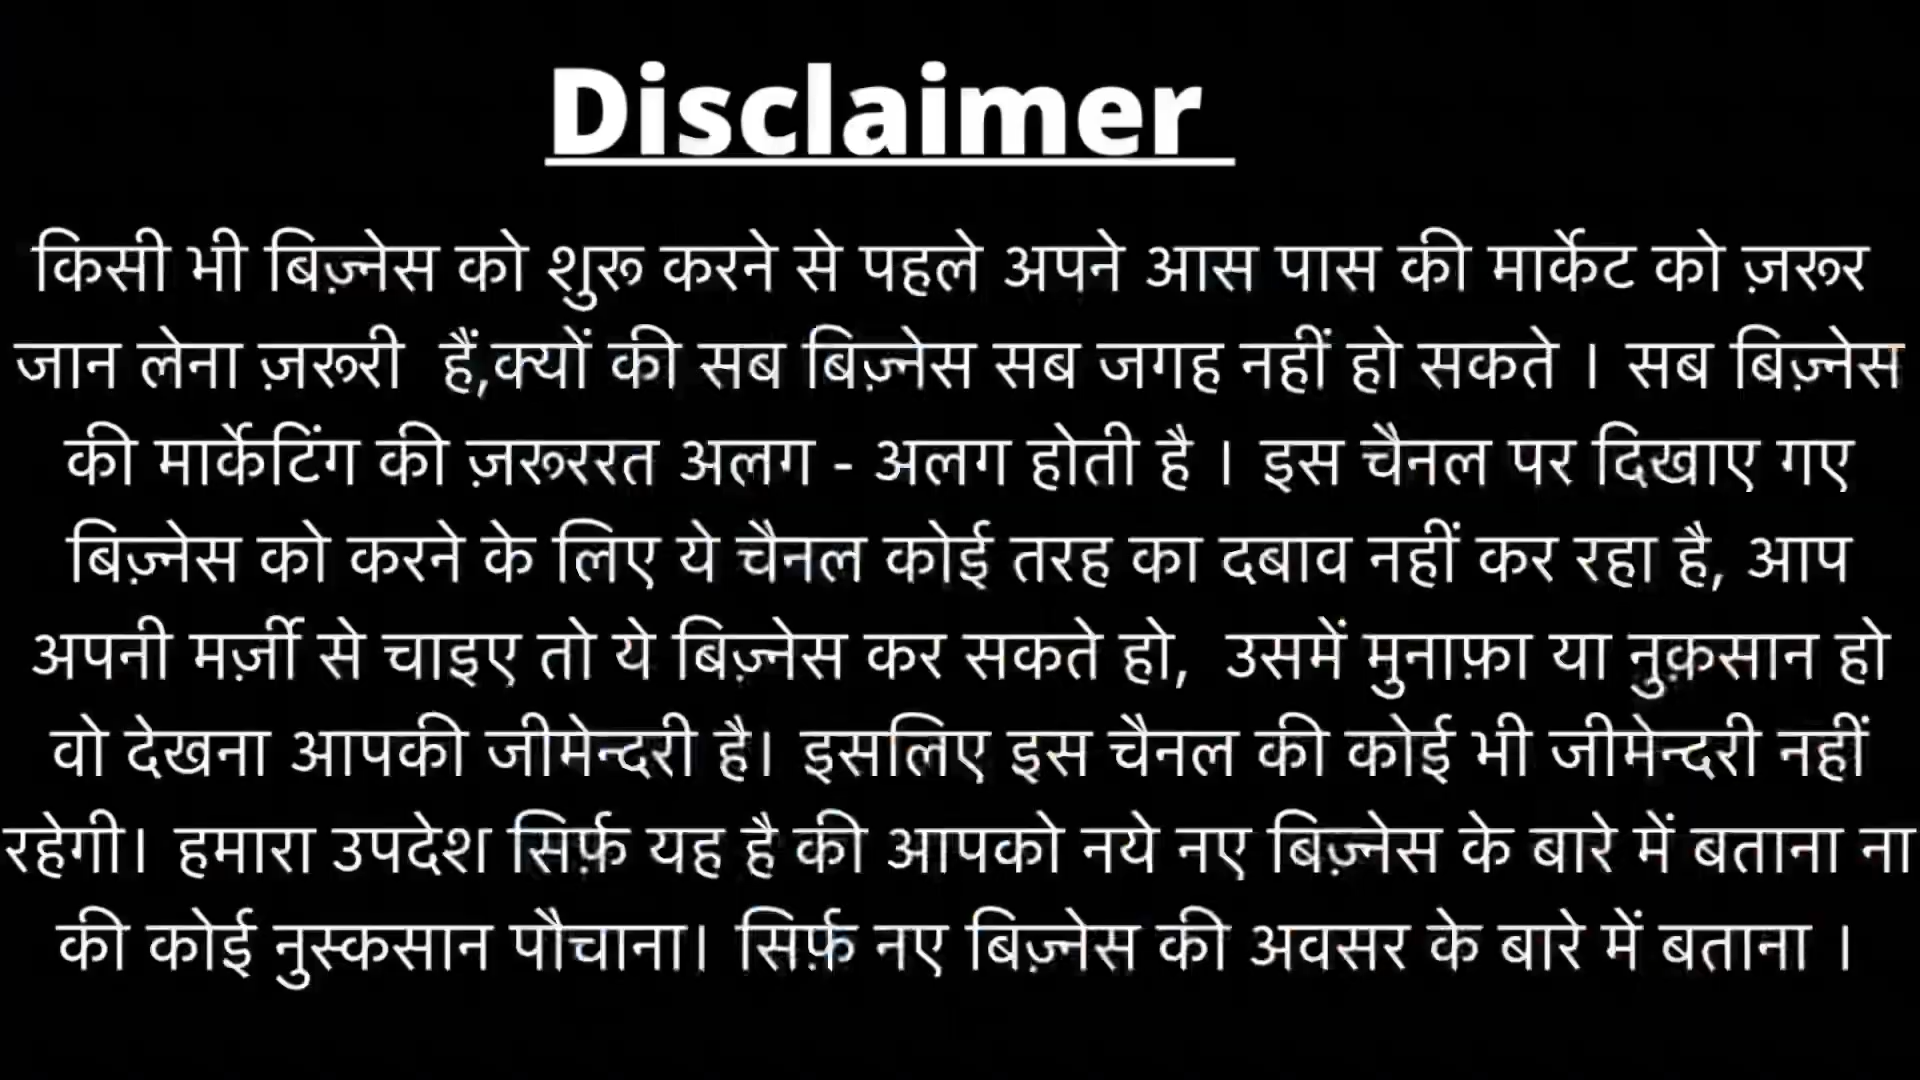 Disclaimer
किसी भी बिज़्नेस को शुरू करने से पहले अपने आस पास की मार्केट को ज़रूर
जान लेना ज़रूरी हैं,क्यों की सब बिज़्नेस सब जगह नहीं हो सकते । सब बिज़्नेस
की मार्केटिंग की ज़रूररत अलग - अलग होती है । इस चैनल पर दिखाए गए
बिज़्नेस को करने के लिए ये चैनल कोई तरह का दबाव नहीं कर रहा है, आप
अपनी मर्ज़ी से चाइए तो ये बिज़्नेस कर सकते हो, उसमें मुनाफ़ा या नुक़सान हो
वो देखना आपकी जीमेन्दरी है। इसलिए इस चैनल की कोई भी जीमेन्दरी नहीं
रहेगी। हमारा उपदेश सिर्फ़ यह है की आपको नये नए बिज़्नेस के बारे में बताना ना
की कोई नुस्कसान पौचाना। सिर्फ़ नए बिज़्नेस की अवसर के बारे में बताना ।